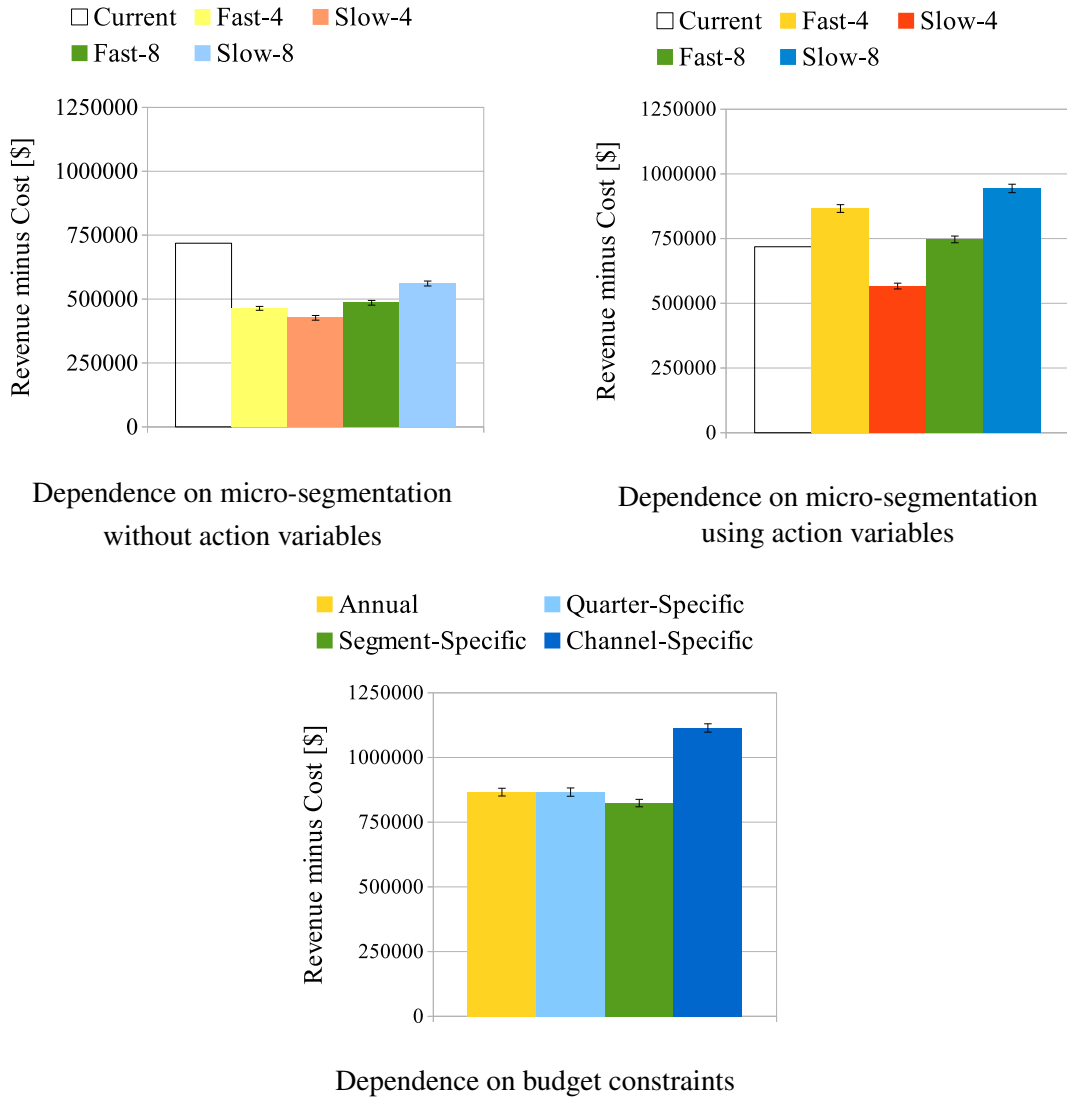 Current Fast-4 Slow-4
Fast-8 Slow-8
Revenue minus Cost [$]
1250000
1000000
750000
500000
250000
0
Dependence on micro-segmentation
without action variables
Current Fast-4 Slow-4
Fast-8 Slow-8
Revenue minus Cost [$]
1250000
1000000
750000
500000
250000
0
Dependence on micro-segmentation
using action variables
Annual Quarter-Specific
Segment-Specific Channel-Specific
Revenue minus Cost [$]
1250000
1000000
750000
500000
250000
0
Dependence on budget constraints